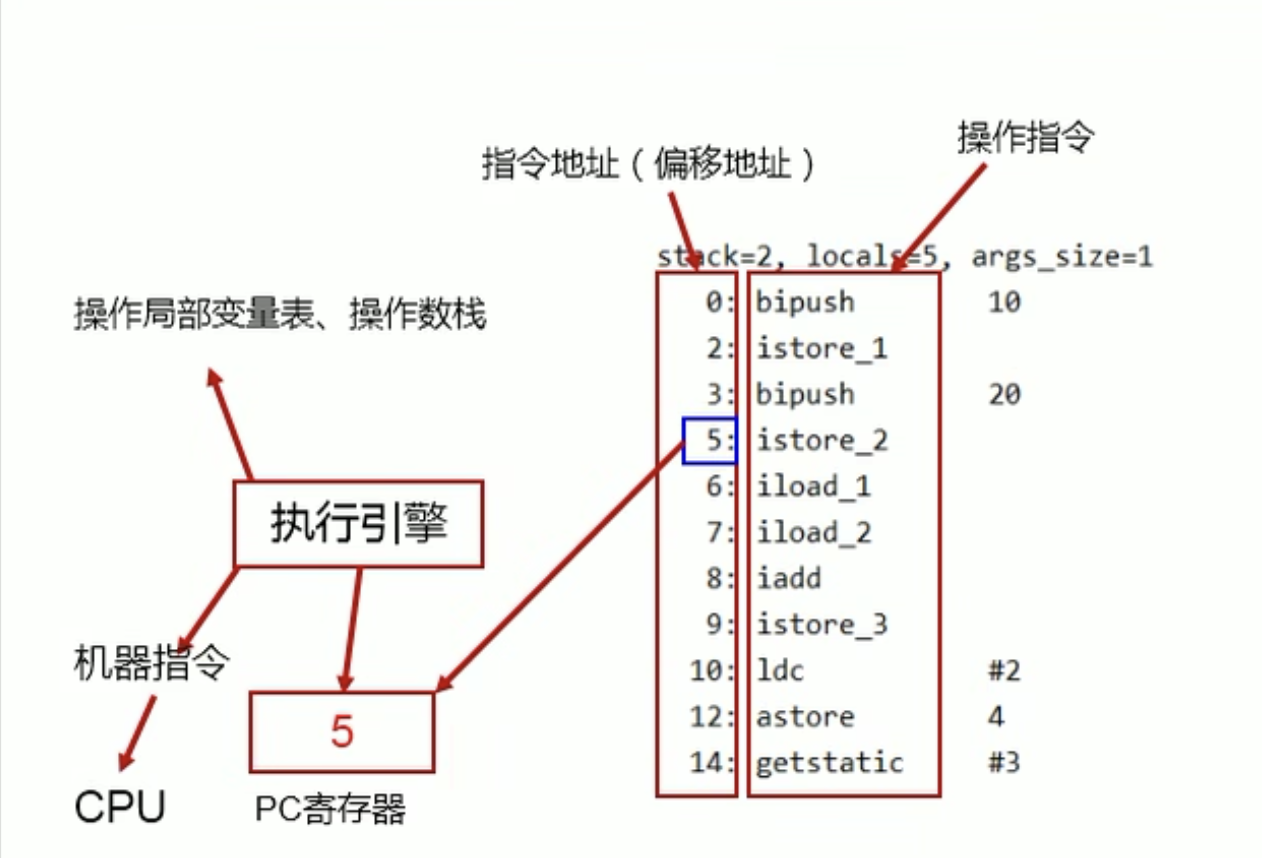 操作指令
指令地址（偏移地址）
stack=2, locals=5, args_size=1
0: bipush 10
2: istore_1
3: bipush 20
5: istore_2
6: iload_1
7: iload_2
8: iadd
9: istore_3
10: ldc #2
12: astore 4
14: getstatic #3
操作局部变量表、操作数栈
执行引擎
机器指令
5
CPU
PC寄存器